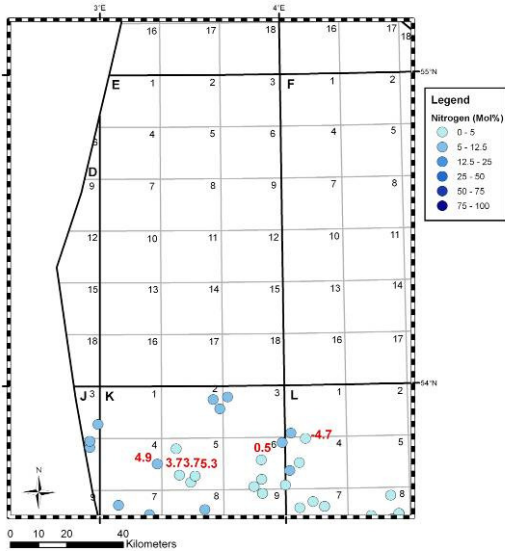 3°E 4°E
16 17 18 16 17 18
55°N
E 1 2 3 F 1 2
6 4 5 6 4 5
D
9 7 8 9 7 8
12 10 11 12 10 11
15 13 14 15 13 14
18 16 17 18 16 17
54°N
J 3 K 1 2 3 L 1 2
4 5 6 4 5
4.9 3.7 3.7 5.3 0.5 -4.7
9 7 8 9 7 8
N
0 10 20 30 40
Kilometers
Legend
Nitrogen (Mol%)
0 - 5
5 - 12.5
12.5 - 25
25 - 50
50 - 75
75 - 100